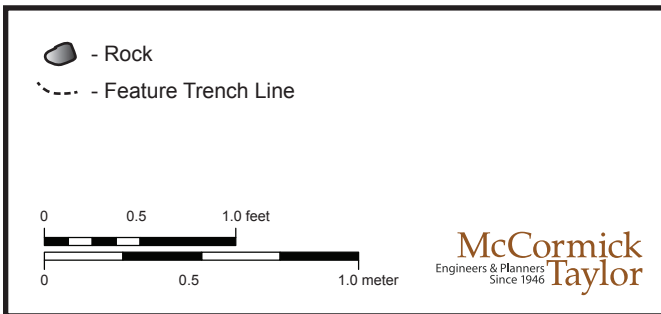 - Rock
- Feature Trench Line
0 0.5 1.0 feet
0 0.5 1.0 meter
McCormick
Taylor
Engineers & Planners
Since 1946